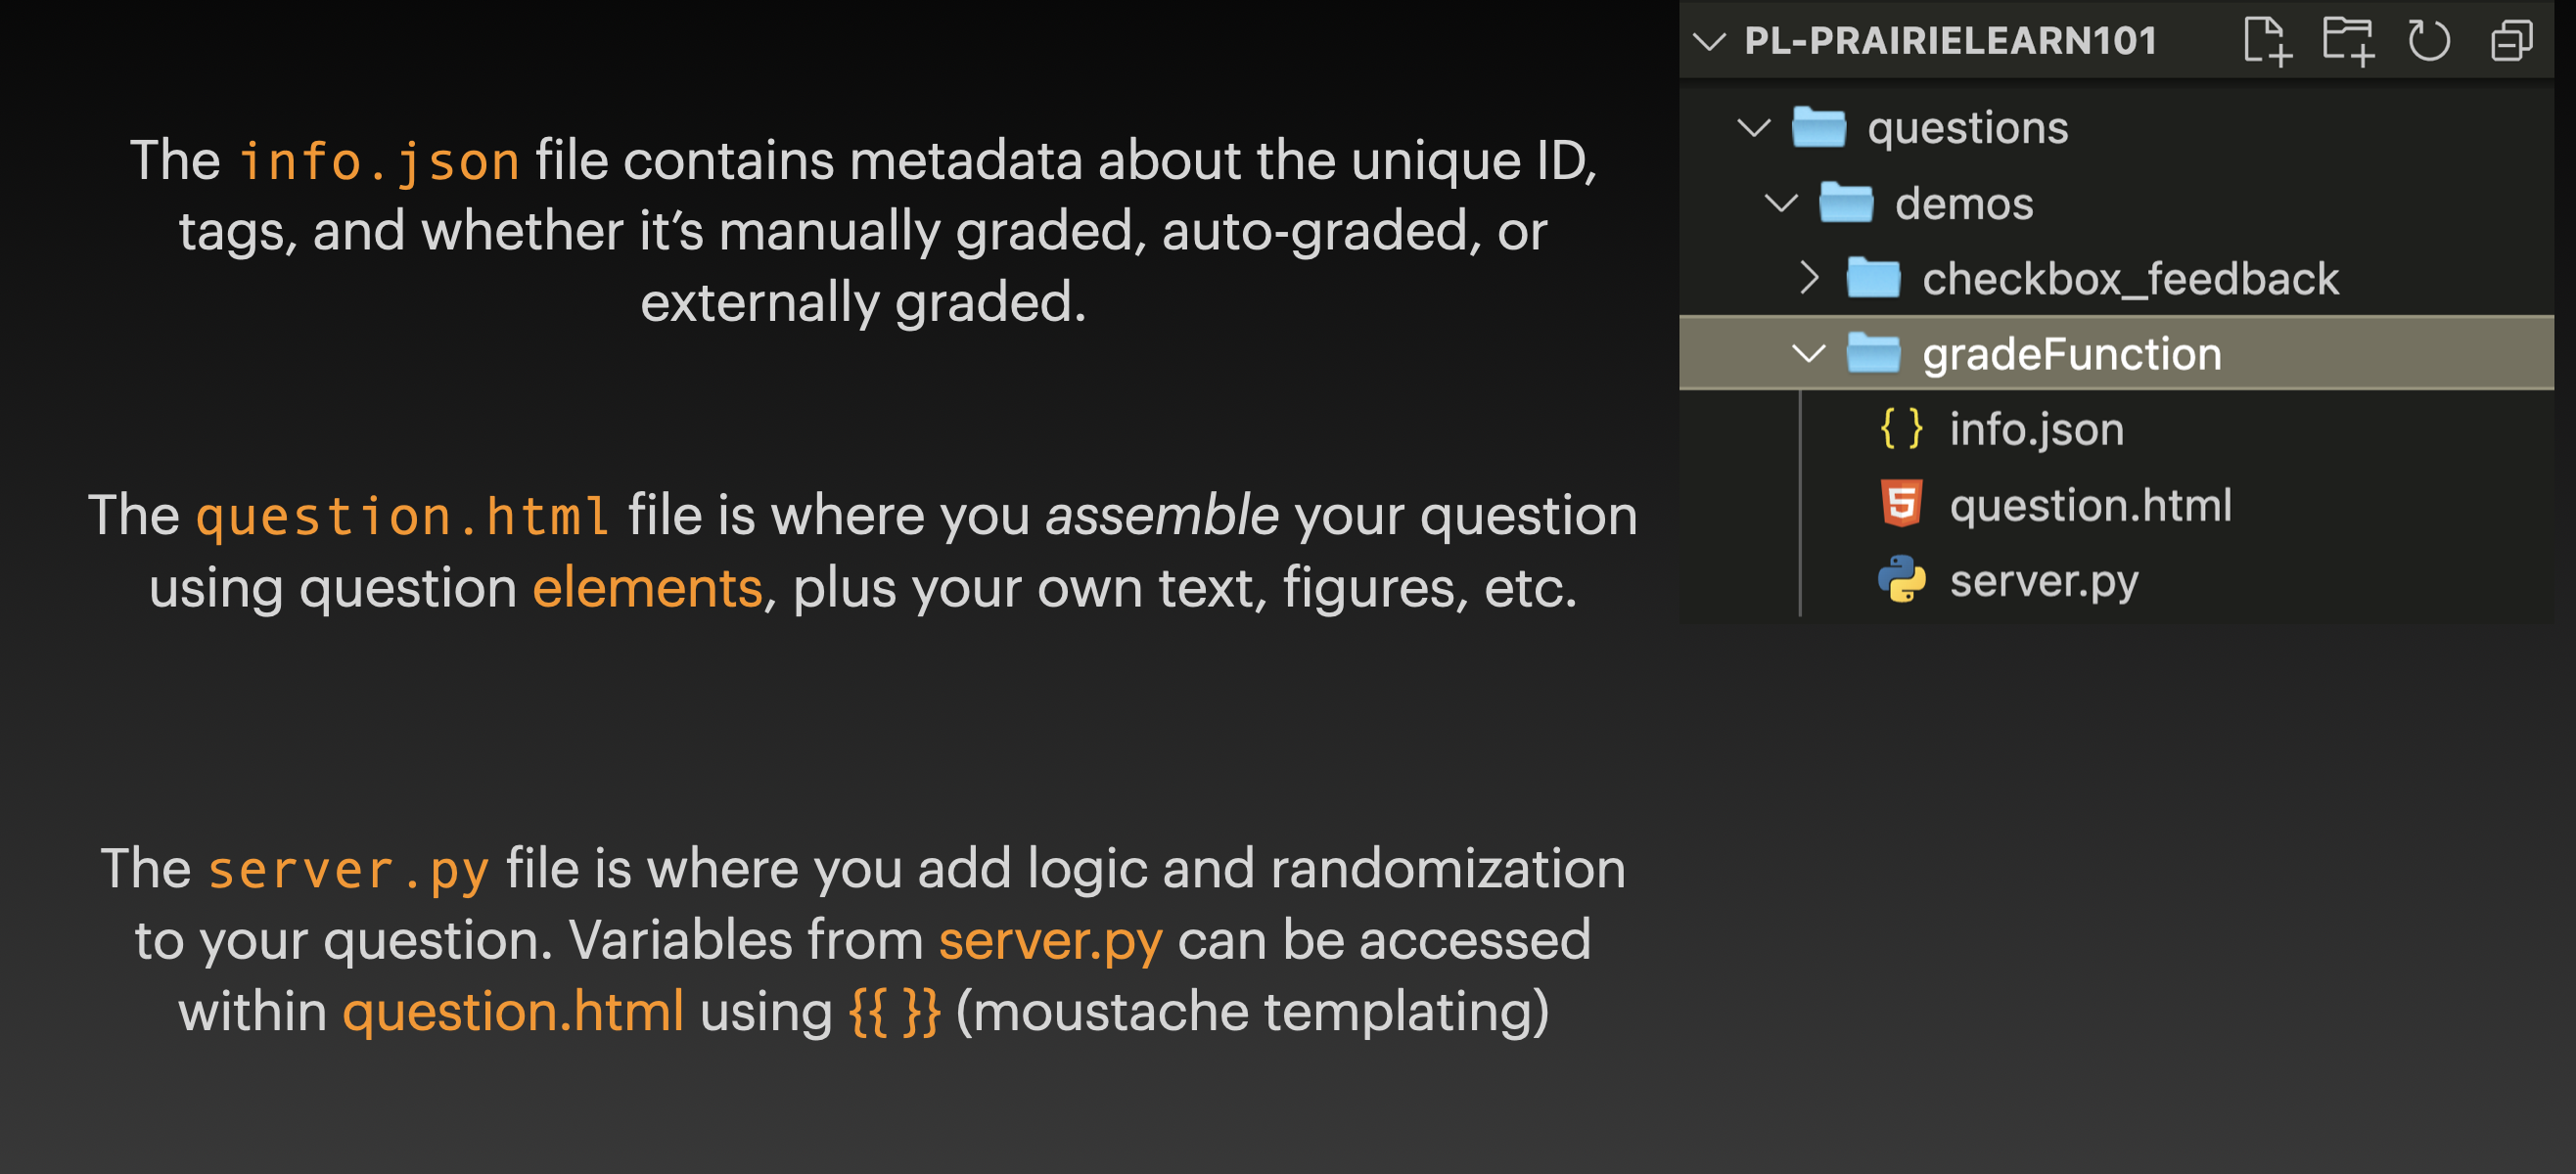 The info.json file contains metadata about the unique ID,
tags, and whether it’s manually graded, auto-graded, or
externally graded.
The question.html file is where you assemble your question
using question elements, plus your own text, figures, etc.
The server.py file is where you add logic and randomization
to your question. Variables from server.py can be accessed
within question.html using {{ }} (moustache templating)
PL-PRAIRIELEARN101
questions
demos
checkbox_feedback
gradeFunction
{ } info.json
5 question.html
server.py